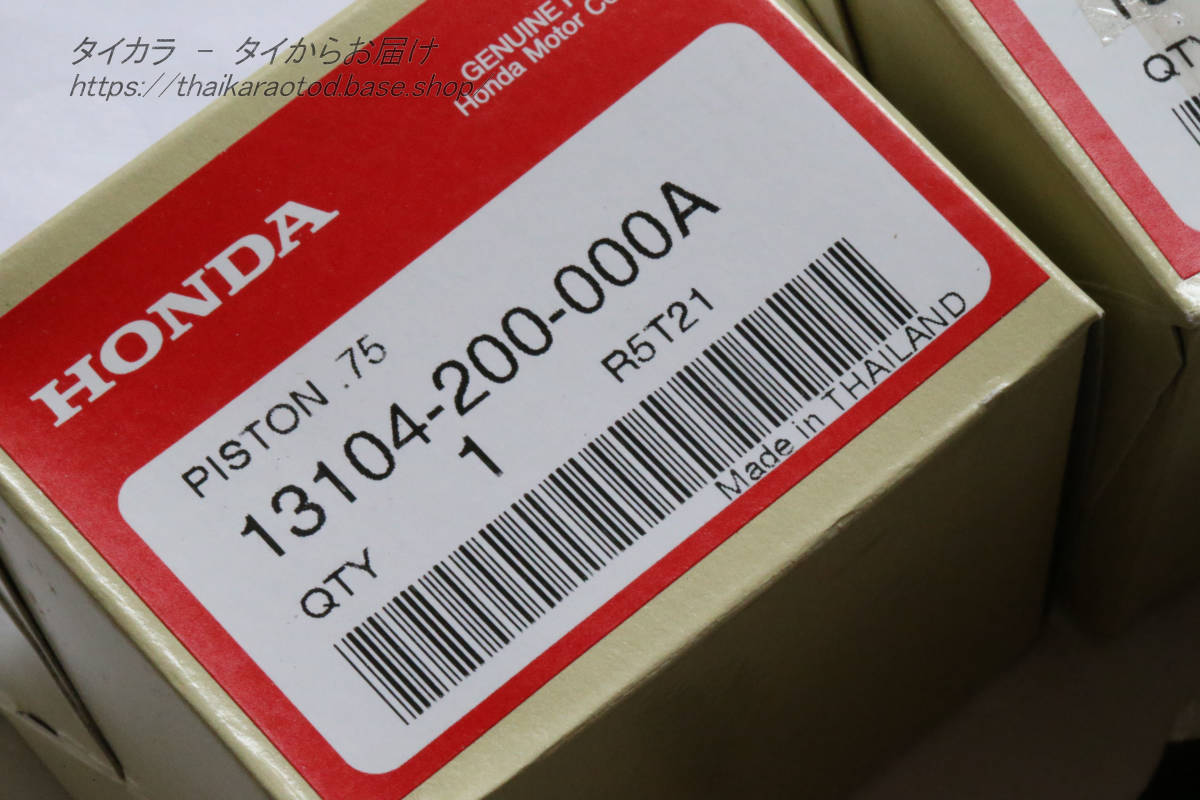 タイカラ － タイからお届け
https://thaikaraotod.base.shop
GENUINE
Honda Motor Co
HONDA
PISTON .75
13104-200-000A
1
R5T21
QTY
Made in THAILAND
QTY